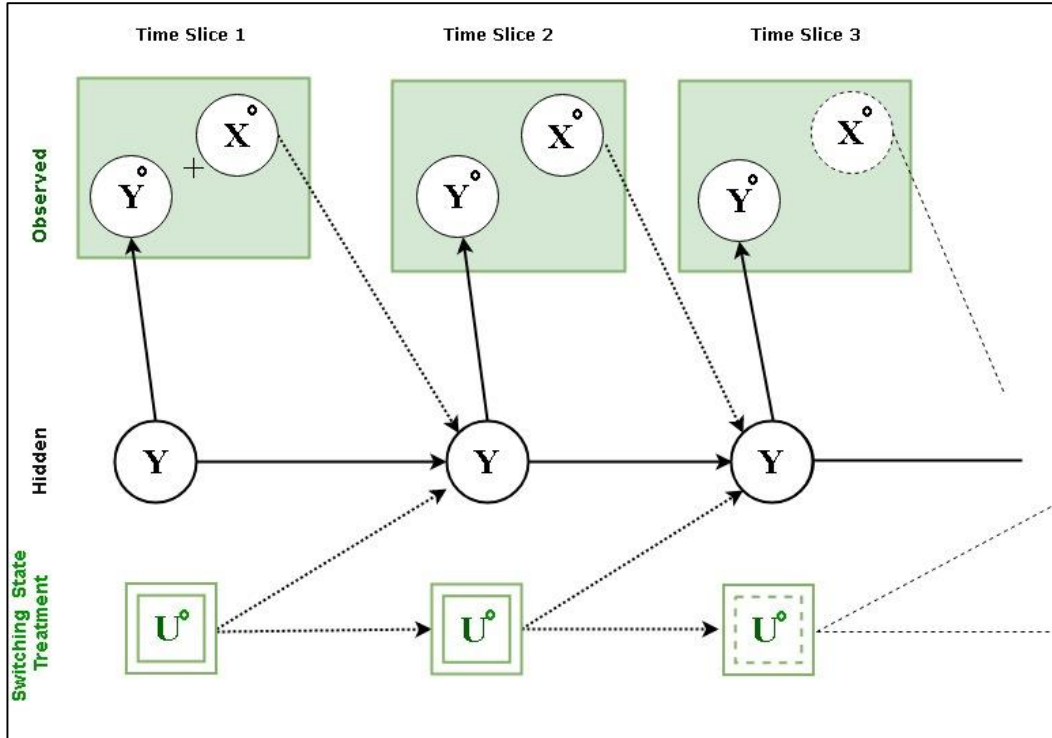 Time Slice 1
Time Slice 2
Time Slice 3
Observed
X°
+
Y°
X°
Y°
X°
Y°
Hidden
Y
Y
Y
Switching State
Treatment
U°
U°
U°